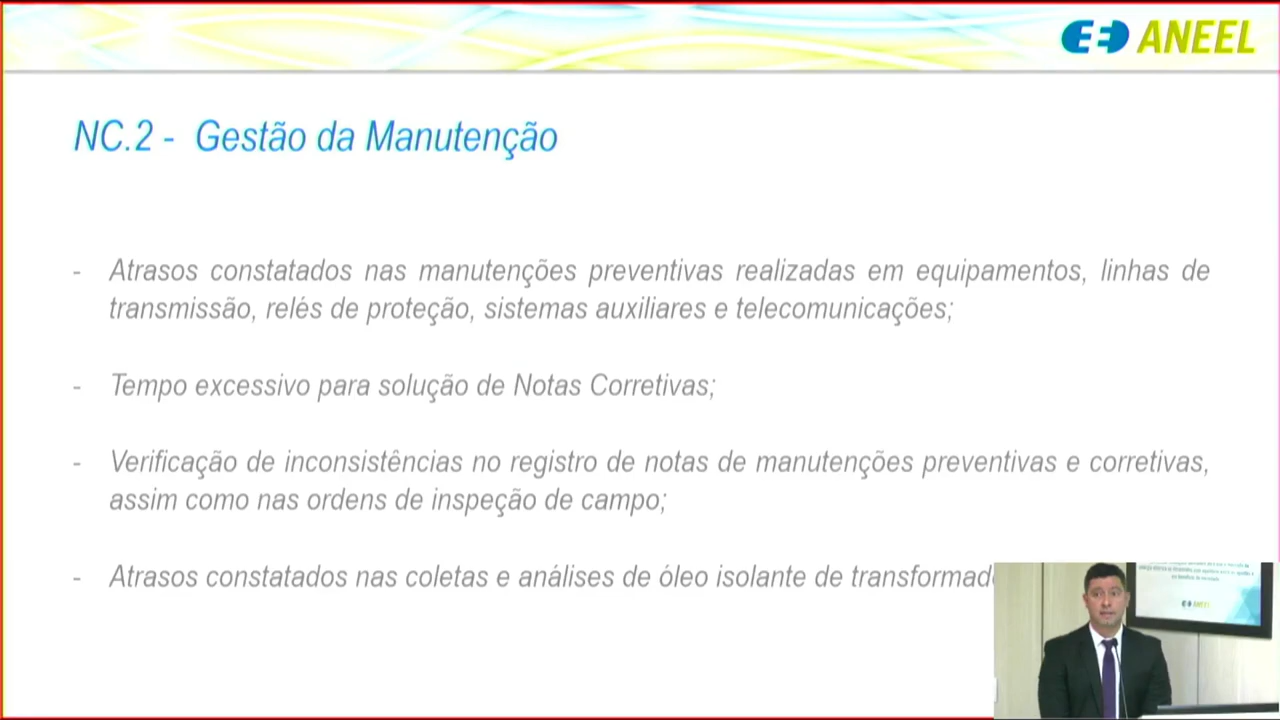 ANEEL
NC.2 - Gestão da Manutenção
- Atrasos constatados nas manutenções preventivas realizadas em equipamentos, linhas de
transmissão, relés de proteção, sistemas auxiliares e telecomunicações;
- Tempo excessivo para solução de Notas Corretivas;
- Verificação de inconsistências no registro de notas de manutenções preventivas e corretivas,
assim como nas ordens de inspeção de campo;
- Atrasos constatados nas coletas e análises de óleo isolante de
ANEEL